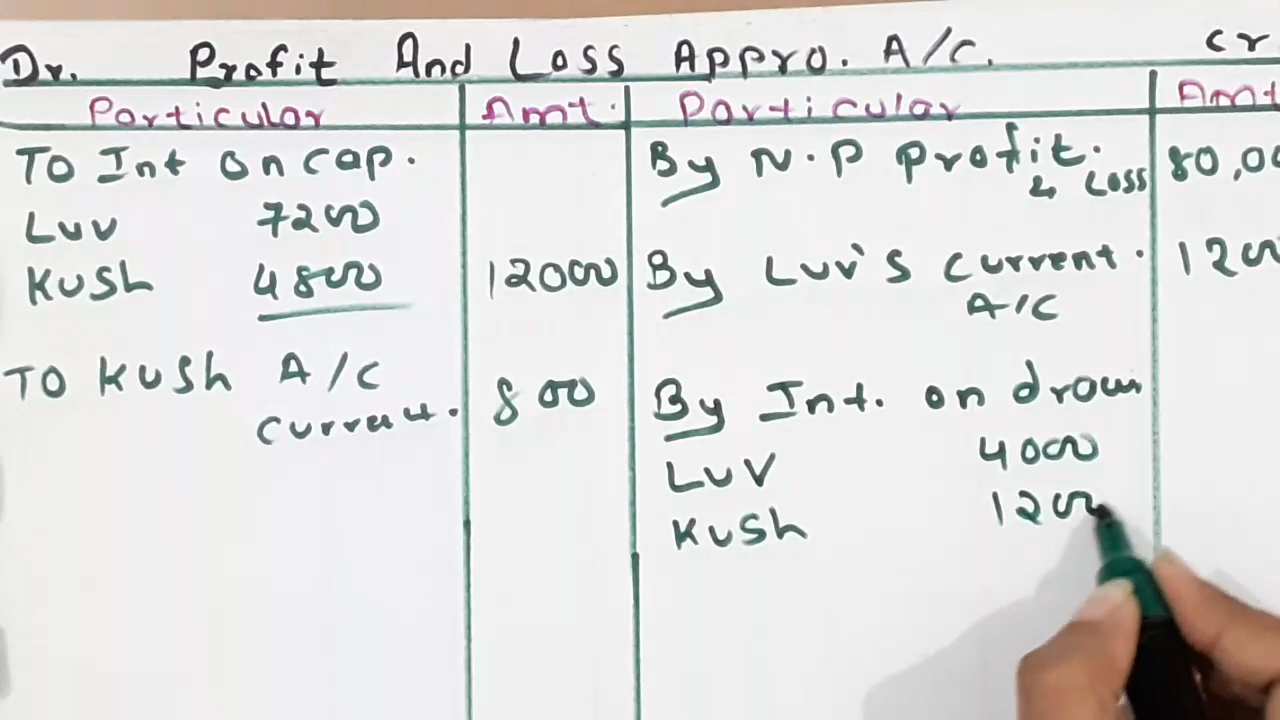 Dr. Profit And Loss Appro. A/C. cr
Particular Amt. Particular Amt
To Int on cap. By N.P Profit. 80,00
& Loss
Luv 7200
Kush 4800 12000 By Luv's current. 1200
A/C
To Kush A/C 800 By Int. on draw
current.
Luv 4000
Kush 1200